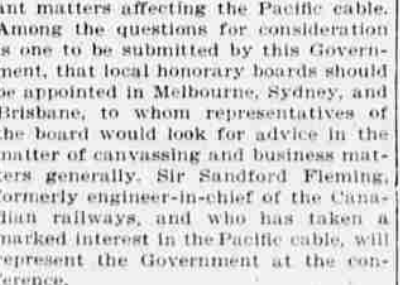 ant matters affecting the Pacific cable.
Among the questions for consideration
is one to be submitted by this Govern-
ment, that local honorary boards should
be appointed in Melbourne, Sydney, and
Brisbane, to whom representatives of
the board would look for advice in the
matter of canvassing and business mat-
ters generally. Sir Sandford Fleming,
formerly engineer-in-chief of the Cana-
dian railways, and who has taken a
marked interest in the Pacific cable, will
represent the Government at the con-
ference.